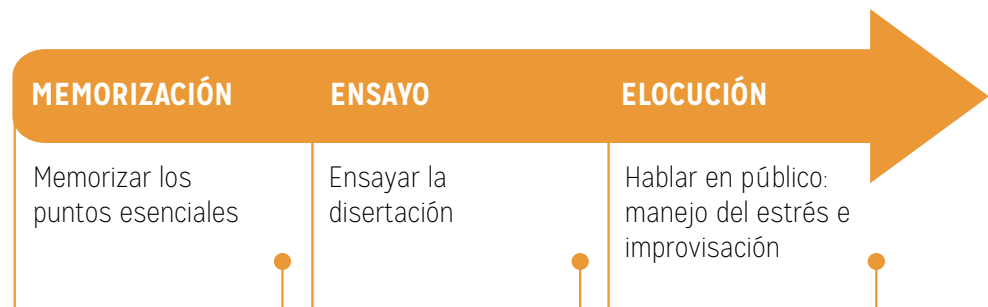 MEMORIZACIÓN
ENSAYO
ELOCUCIÓN
Memorizar los
puntos esenciales
Ensayar la
disertación
Hablar en público:
manejo del estrés e
improvisación